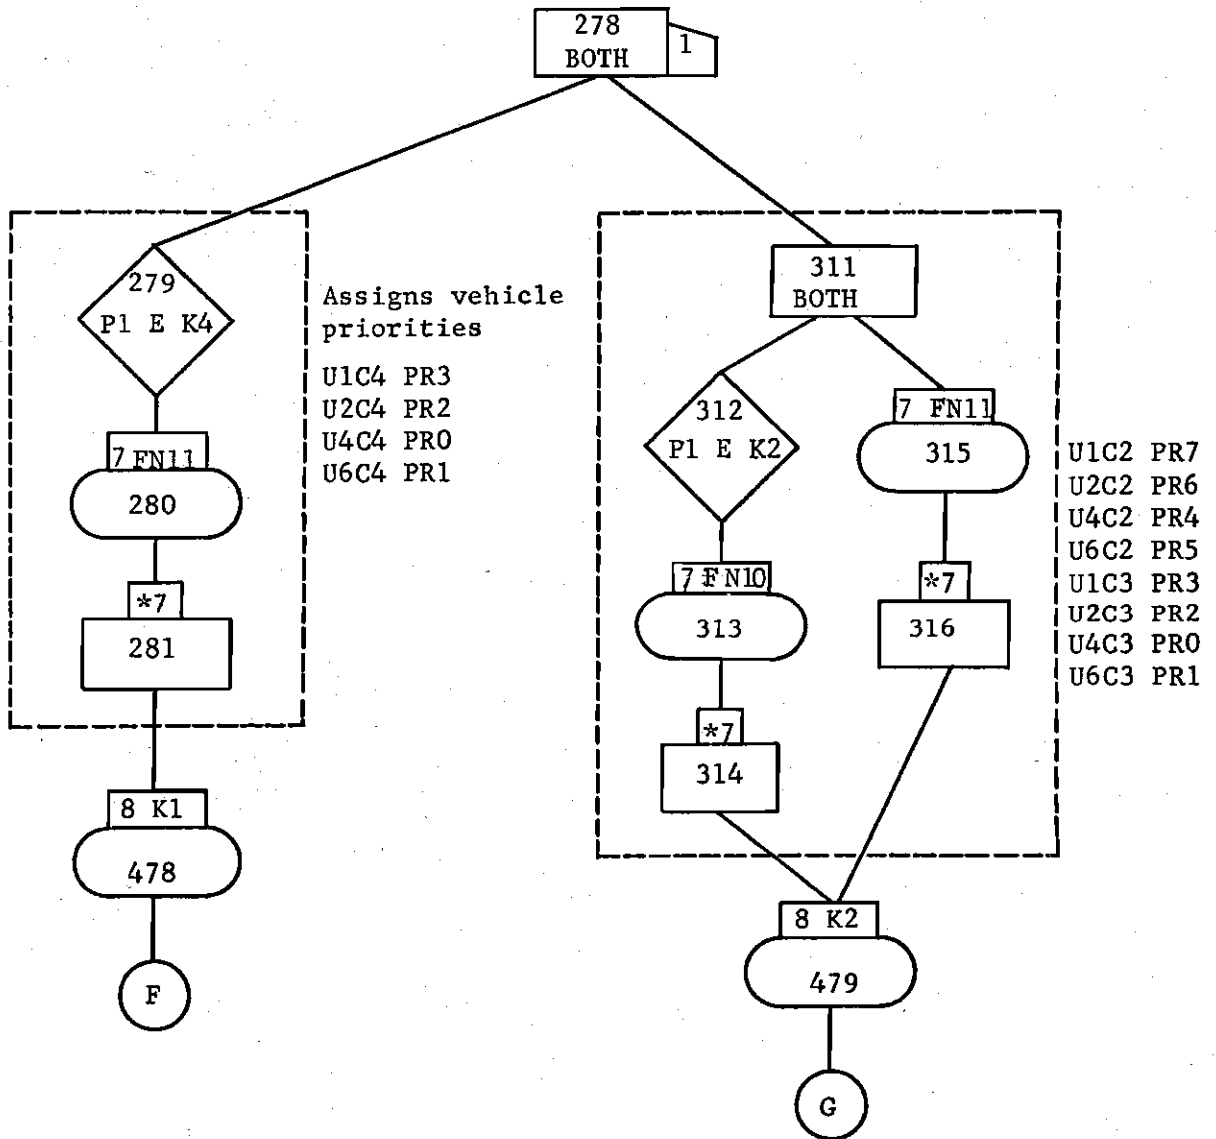 278
BOTH
1
279
P1 E K4
7 FN11
280
*7
281
8 K1
478
F
Assigns vehicle
priorities
U1C4 PR3
U2C4 PR2
U4C4 PR0
U6C4 PR1
311
BOTH
312
P1 E K2
7 FN10
313
*7
314
7 FN11
315
*7
316
8 K2
479
G
U1C2 PR7
U2C2 PR6
U4C2 PR4
U6C2 PR5
U1C3 PR3
U2C3 PR2
U4C3 PR0
U6C3 PR1